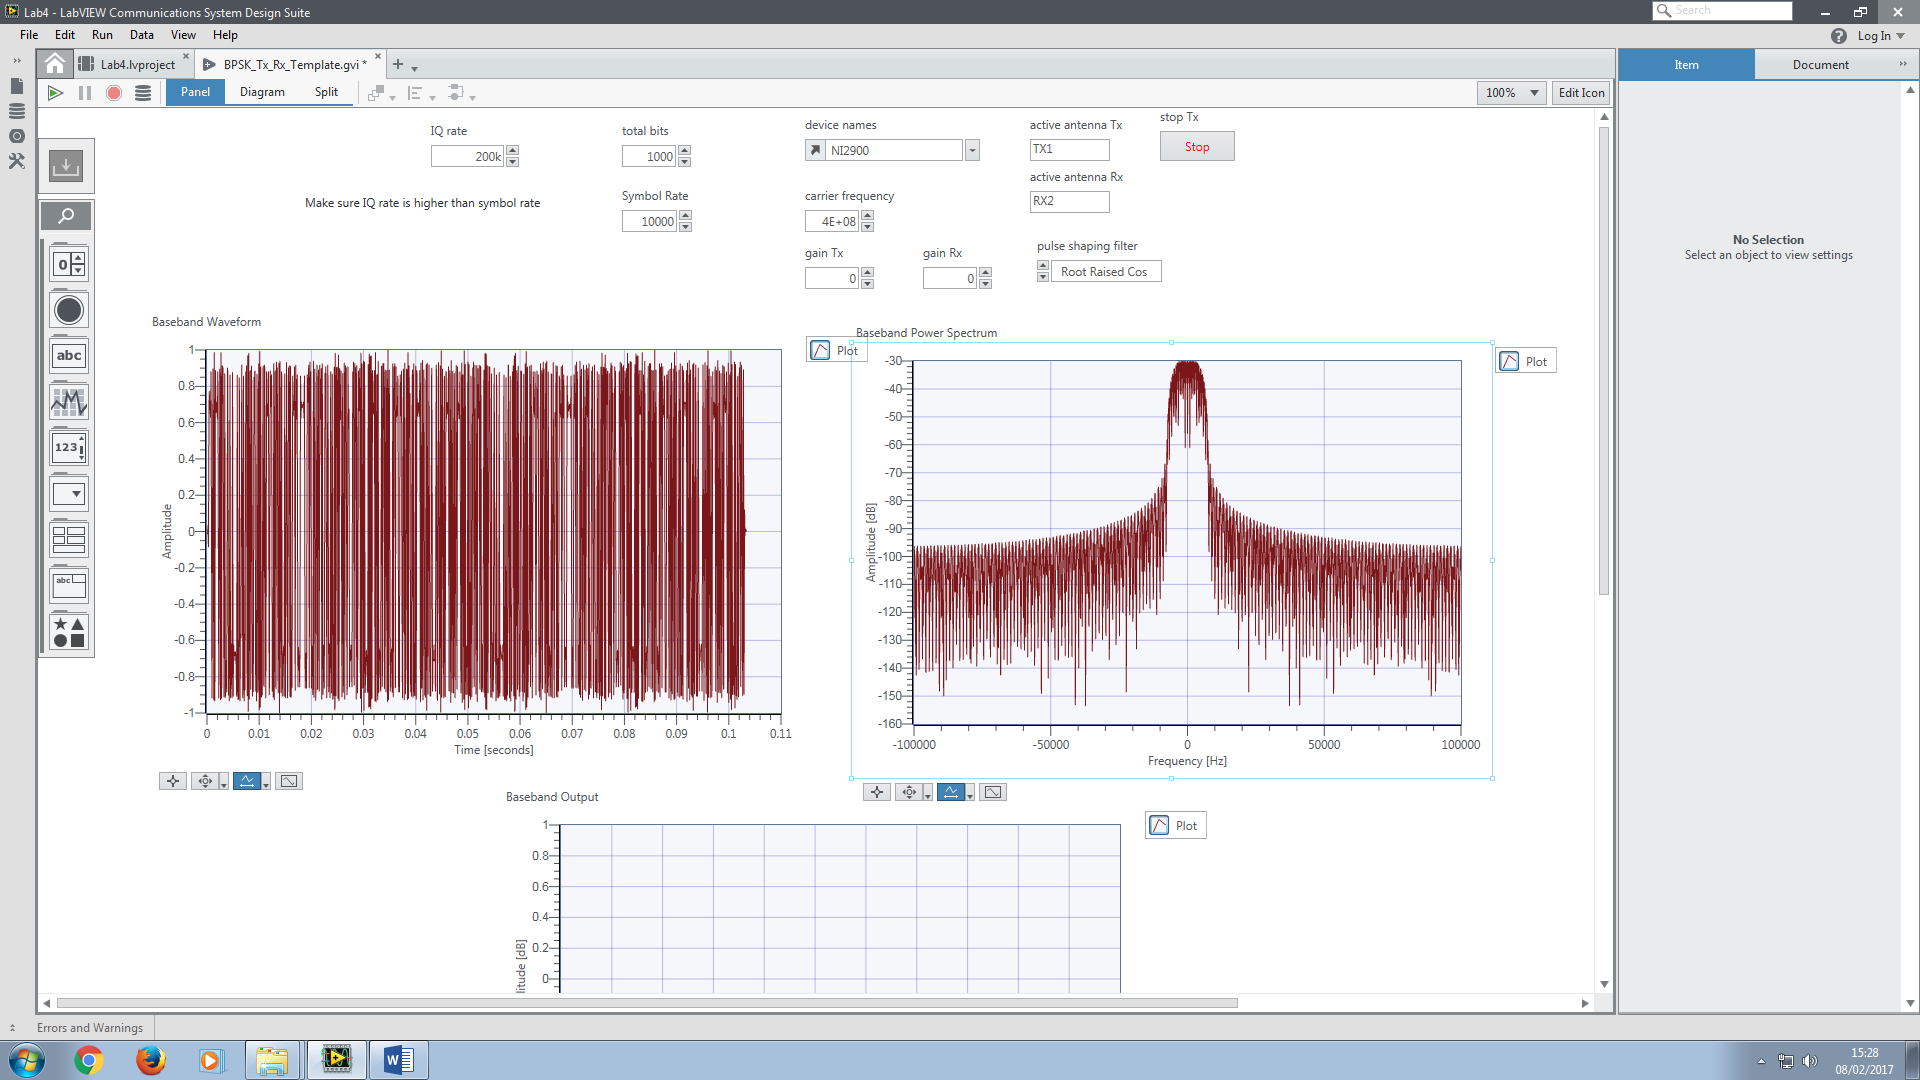 Lab4 - LabVIEW Communications System Design Suite
Search
File Edit Run Data View Help
Log In
Lab4.lvproject
BPSK_Tx_Rx_Template.gvi *
Item
Document
Panel
Diagram
Split
100%
Edit Icon
IQ rate
200k
total bits
1000
device names
NI2900
active antenna Tx
TX1
stop Tx
Stop
active antenna Rx
RX2
Make sure IQ rate is higher than symbol rate
Symbol Rate
10000
carrier frequency
4E+08
gain Tx
0
gain Rx
0
pulse shaping filter
Root Raised Cos
No Selection
Select an object to view settings
0
abc
123
abc
Baseband Waveform
Plot
1
0.8
0.6
0.4
0.2
0
-0.2
-0.4
-0.6
-0.8
-1
Amplitude
0 0.01 0.02 0.03 0.04 0.05 0.06 0.07 0.08 0.09 0.1 0.11
Time [seconds]
Baseband Power Spectrum
Plot
-30
-40
-50
-60
-70
-80
-90
-100
-110
-120
-130
-140
-150
-160
Amplitude [dB]
-100000 -50000 0 50000 100000
Frequency [Hz]
Baseband Output
Plot
1
0.8
0.6
0.4
0.2
0
litude [dB]
Errors and Warnings
15:28
08/02/2017